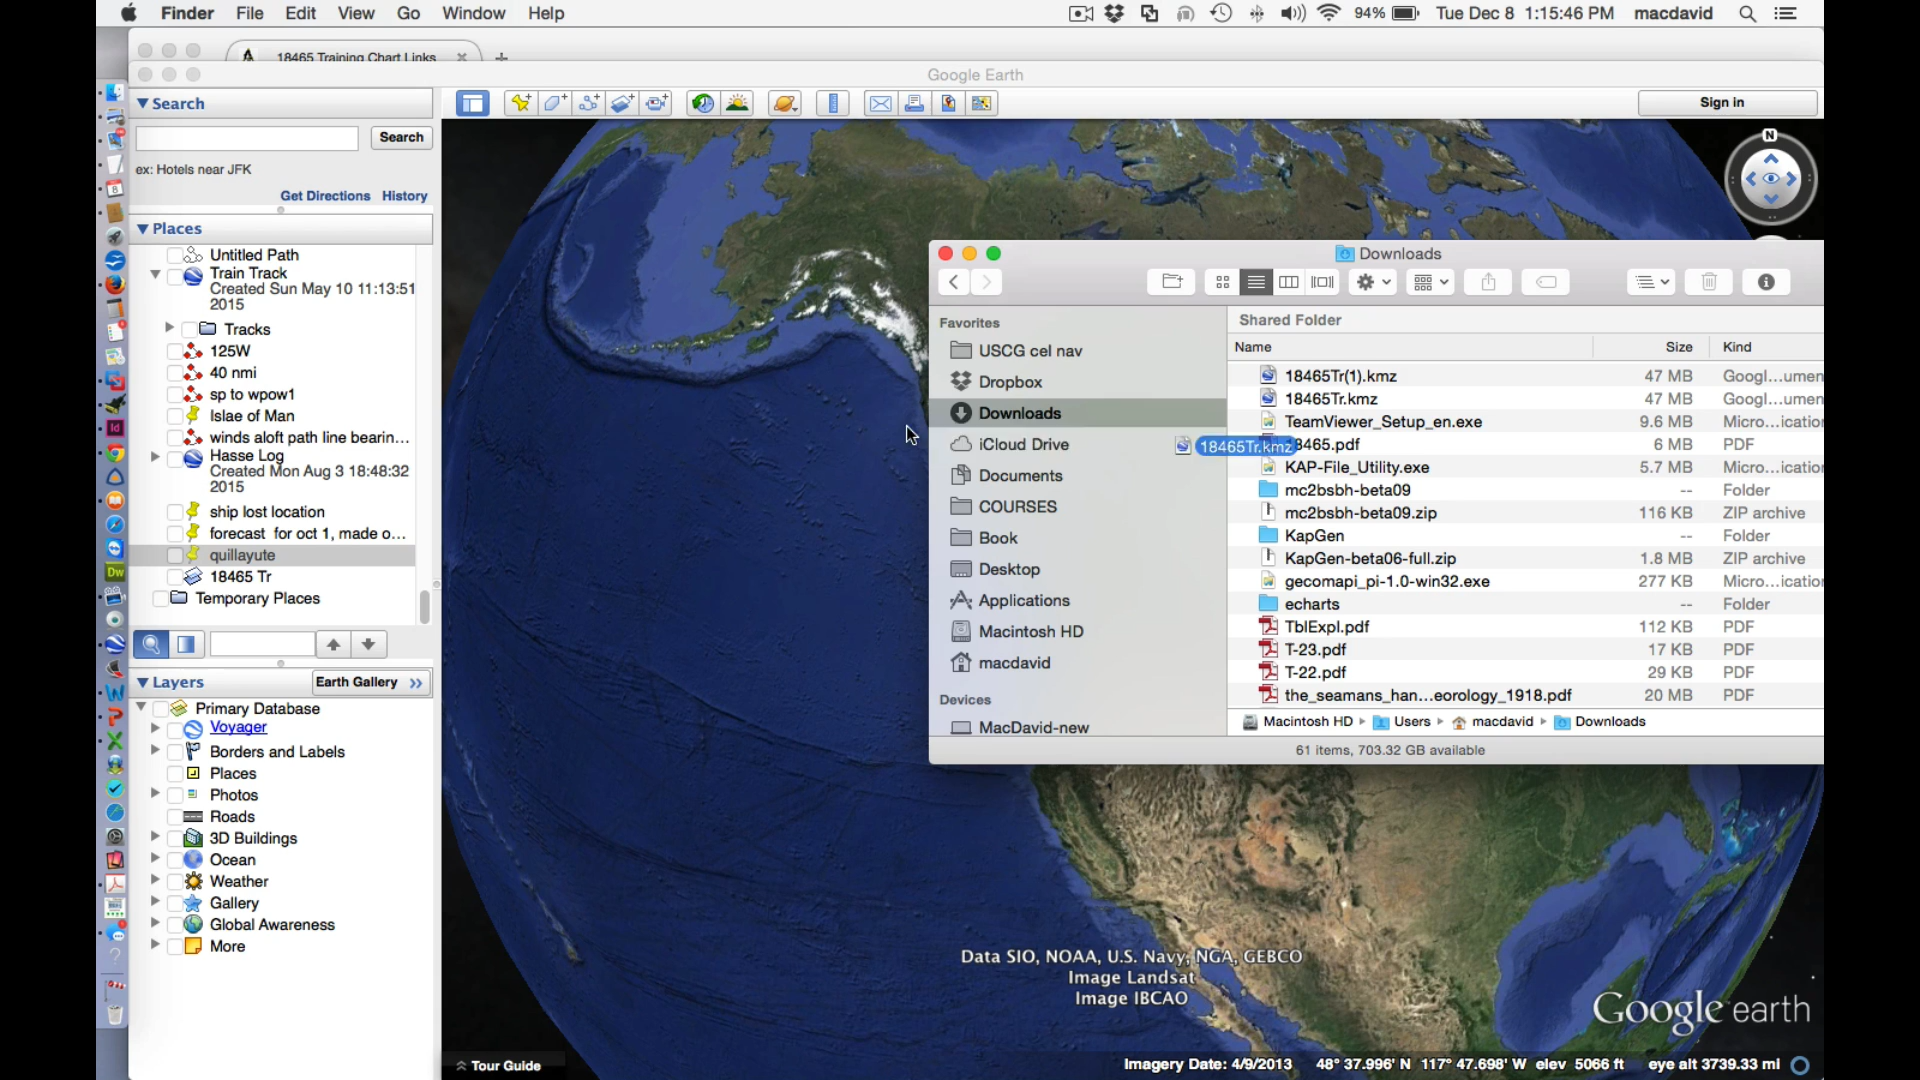 Finder File Edit View Go Window Help 94% Tue Dec 8 1:15:46 PM macdavid
18465 Training Chart Links
Google Earth
Search
Sign in
N
Search
ex: Hotels near JFK
Get Directions History
Places
Untitled Path
Train Track
Created Sun May 10 11:13:51
2015
Tracks
125W
40 nmi
sp to wpow1
Islae of Man
winds aloft path line bearin...
Hasse Log
Created Mon Aug 3 18:48:32
2015
ship lost location
forecast for oct 1, made o...
quillayute
18465 Tr
Temporary Places
Layers
Earth Gallery »
Primary Database
Voyager
Borders and Labels
Places
Photos
Roads
3D Buildings
Ocean
Weather
Gallery
Global Awareness
More
Downloads
Favorites
USCG cel nav
Dropbox
Downloads
iCloud Drive
Documents
COURSES
Book
Desktop
Applications
Macintosh HD
macdavid
Devices
MacDavid-new
Shared Folder
Name Size Kind
18465Tr(1).kmz 47 MB Googl...umen
18465Tr.kmz 47 MB Googl...umen
TeamViewer_Setup_en.exe 9.6 MB Micro...icatio
18465Tr.kmz
8465.pdf 6 MB PDF
KAP-File_Utility.exe 5.7 MB Micro...icatio
mc2bsbh-beta09 -- Folder
mc2bsbh-beta09.zip 116 KB ZIP archive
KapGen -- Folder
KapGen-beta06-full.zip 1.8 MB ZIP archive
gecomapi_pi-1.0-win32.exe 277 KB Micro...icatio
echarts -- Folder
TblExpl.pdf 112 KB PDF
T-23.pdf 17 KB PDF
T-22.pdf 29 KB PDF
the_seamans_han...eorology_1918.pdf 20 MB PDF
Macintosh HD Users macdavid Downloads
61 items, 703.32 GB available
Data SIO, NOAA, U.S. Navy, NGA, GEBCO
Image Landsat
Image IBCAO
Google earth
Tour Guide
Imagery Date: 4/9/2013 48° 37.996' N 117° 47.698' W elev 5066 ft eye alt 3739.33 mi